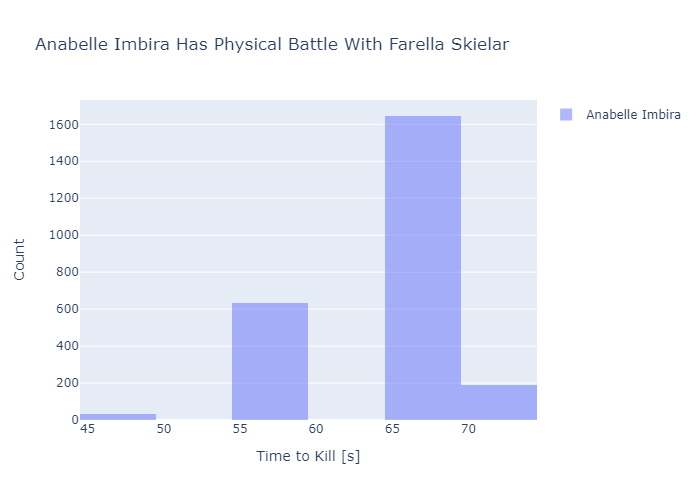 Anabelle Imbira Has Physical Battle With Farella Skielar
Anabelle Imbira
1600
1400
1200
1000
800
600
400
200
0
Count
45 50 55 60 65 70
Time to Kill [s]